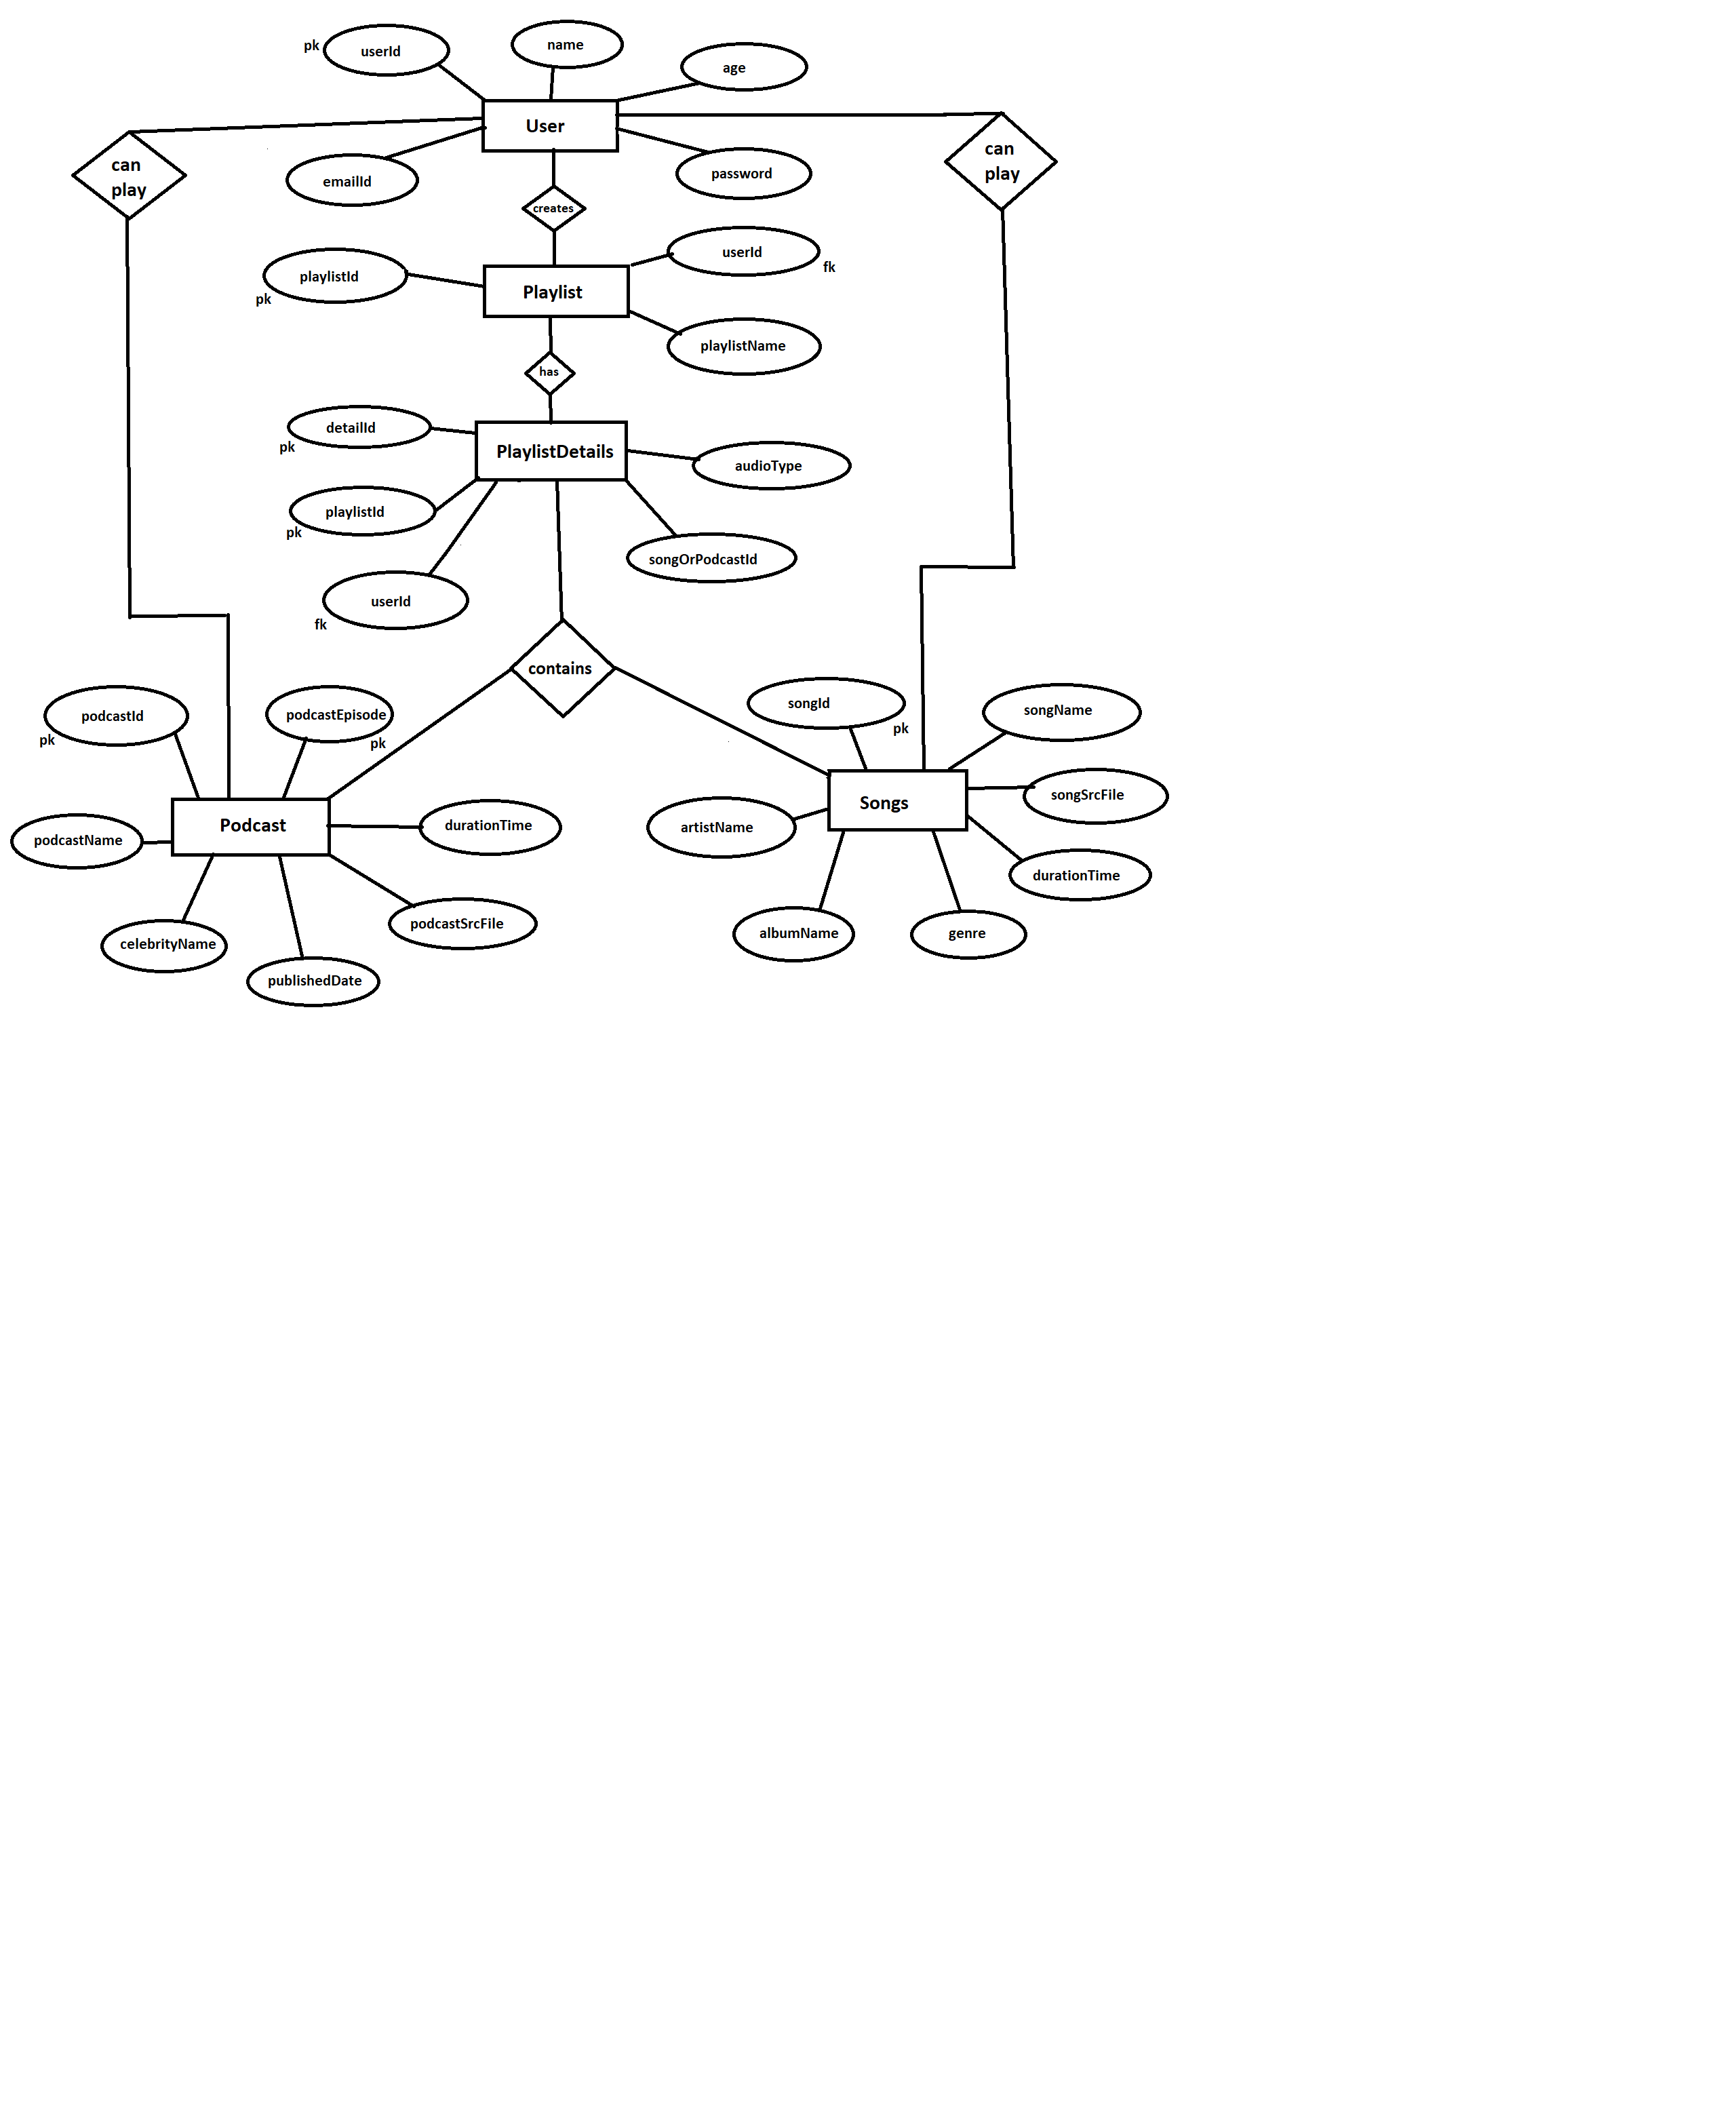 pk
userId
name
age
User
can
play
can
play
emailId
password
creates
userId
fk
playlistId
pk
Playlist
playlistName
has
detailId
pk
PlaylistDetails
audioType
playlistId
pk
songOrPodcastId
userId
fk
contains
podcastId
pk
podcastEpisode
pk
songId
pk
songName
Podcast
durationTime
podcastName
Songs
songSrcFile
artistName
durationTime
celebrityName
podcastSrcFile
publishedDate
albumName
genre